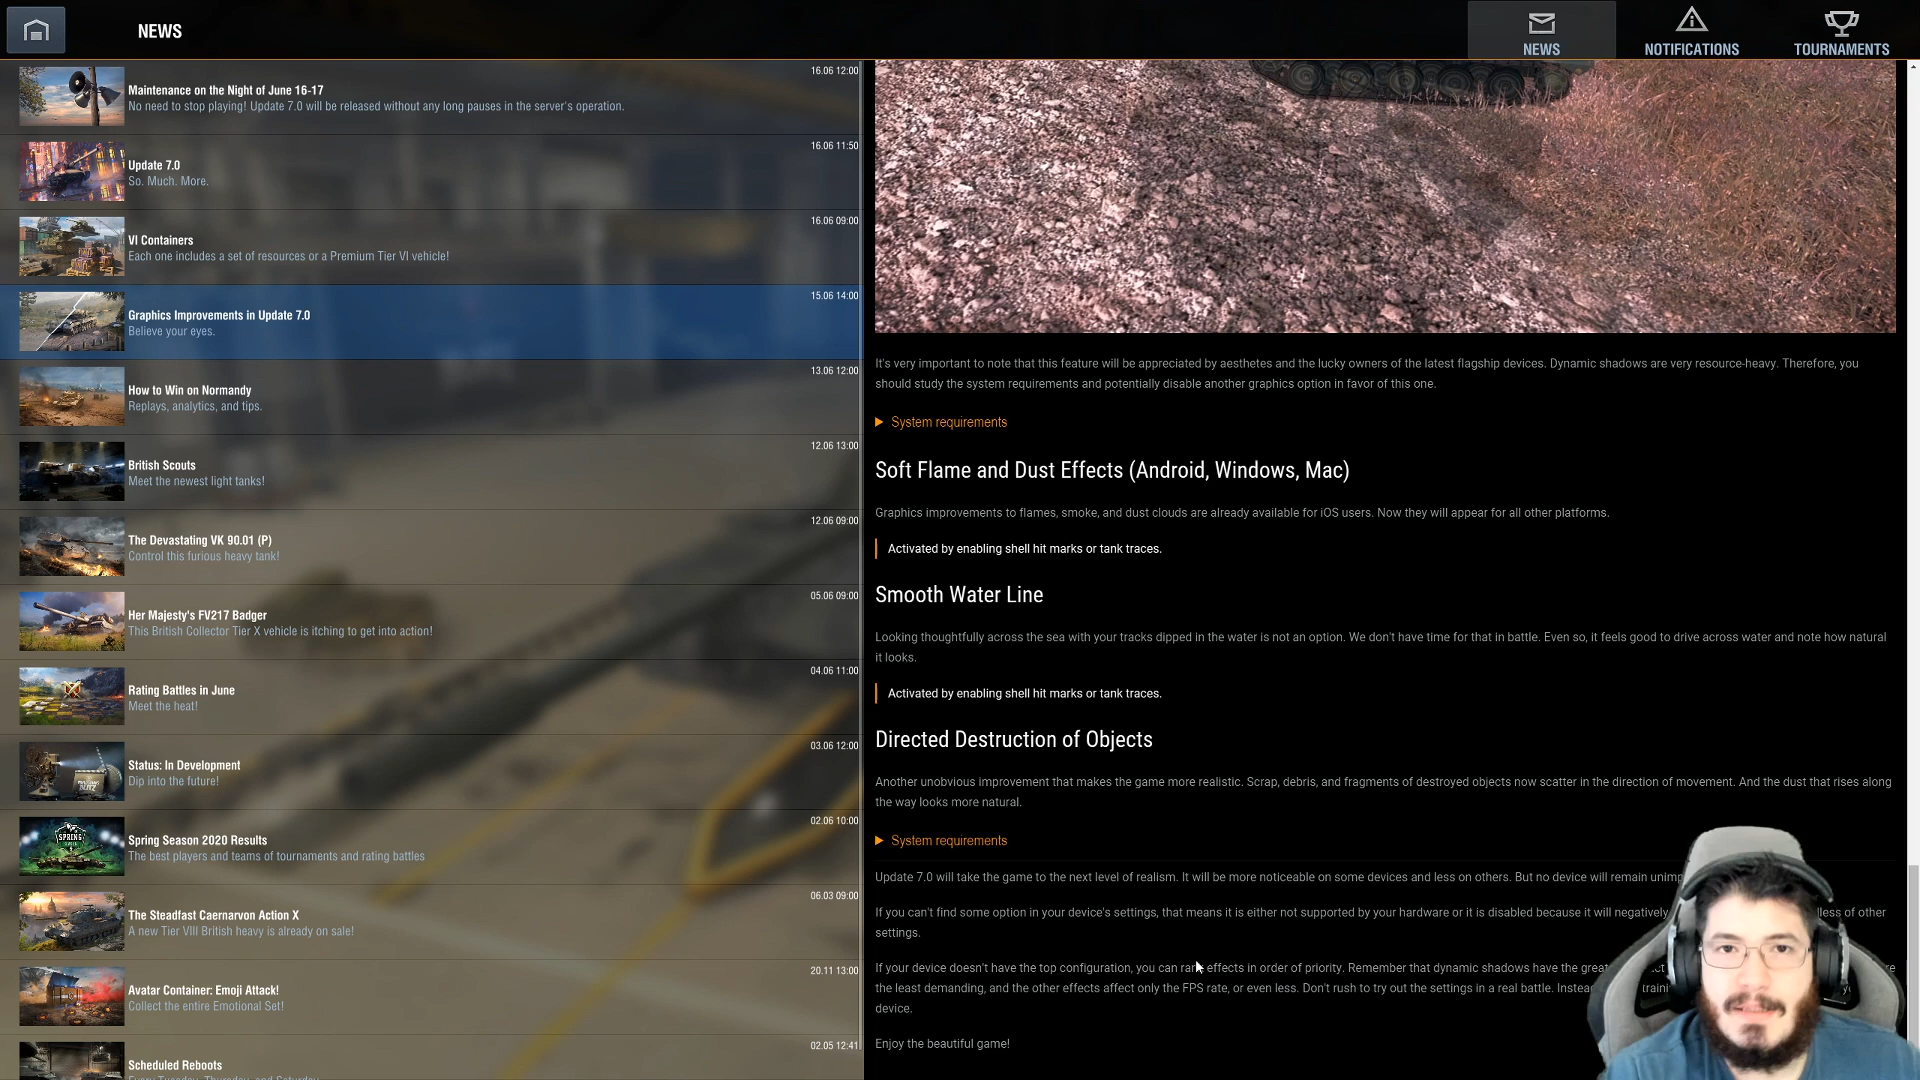 NEWS
NEWS
NOTIFICATIONS
TOURNAMENTS
16.06 12:00
Maintenance on the Night of June 16-17
No need to stop playing! Update 7.0 will be released without any long pauses in the server's operation.
16.06 11:50
Update 7.0
So. Much. More.
16.06 09:00
VI Containers
Each one includes a set of resources or a Premium Tier VI vehicle!
15.06 14:00
Graphics Improvements in Update 7.0
Believe your eyes.
13.06 12:00
How to Win on Normandy
Replays, analytics, and tips.
12.06 13:00
British Scouts
Meet the newest light tanks!
12.06 09:00
The Devastating VK 90.01 (P)
Control this furious heavy tank!
05.06 09:00
Her Majesty's FV217 Badger
This British Collector Tier X vehicle is itching to get into action!
04.06 11:00
Rating Battles in June
Meet the heat!
03.06 12:00
Status: In Development
Dip into the future!
02.06 10:00
Spring Season 2020 Results
The best players and teams of tournaments and rating battles
06.03 09:00
The Steadfast Caernarvon Action X
A new Tier VIII British heavy is already on sale!
20.11 13:00
Avatar Container: Emoji Attack!
Collect the entire Emotional Set!
02.05 12:41
Scheduled Reboots
It's very important to note that this feature will be appreciated by aesthetes and the lucky owners of the latest flagship devices. Dynamic shadows are very resource-heavy. Therefore, you
should study the system requirements and potentially disable another graphics option in favor of this one.
System requirements
Soft Flame and Dust Effects (Android, Windows, Mac)
Graphics improvements to flames, smoke, and dust clouds are already available for iOS users. Now they will appear for all other platforms.
Activated by enabling shell hit marks or tank traces.
Smooth Water Line
Looking thoughtfully across the sea with your tracks dipped in the water is not an option. We don't have time for that in battle. Even so, it feels good to drive across water and note how natural
it looks.
Activated by enabling shell hit marks or tank traces.
Directed Destruction of Objects
Another unobvious improvement that makes the game more realistic. Scrap, debris, and fragments of destroyed objects now scatter in the direction of movement. And the dust that rises along
the way looks more natural.
System requirements
Update 7.0 will take the game to the next level of realism. It will be more noticeable on some devices and less on others. But no device will remain
If you can't find some option in your device's settings, that means it is either not supported by your hardware or it is disabled because it will negatively of other
settings.
If your device doesn't have the top configuration, you can effects in order of priority. Remember that dynamic shadows have the
the least demanding, and the other effects affect only the FPS rate, or even less. Don't rush to try out the settings in a real battle.
device.
Enjoy the beautiful game!